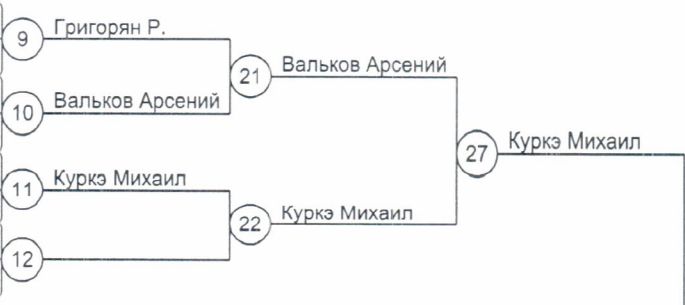 9 Григорян Р.
21 Вальков Арсений
10 Вальков Арсений
27 Куркэ Михаил
11 Куркэ Михаил
22 Куркэ Михаил
12